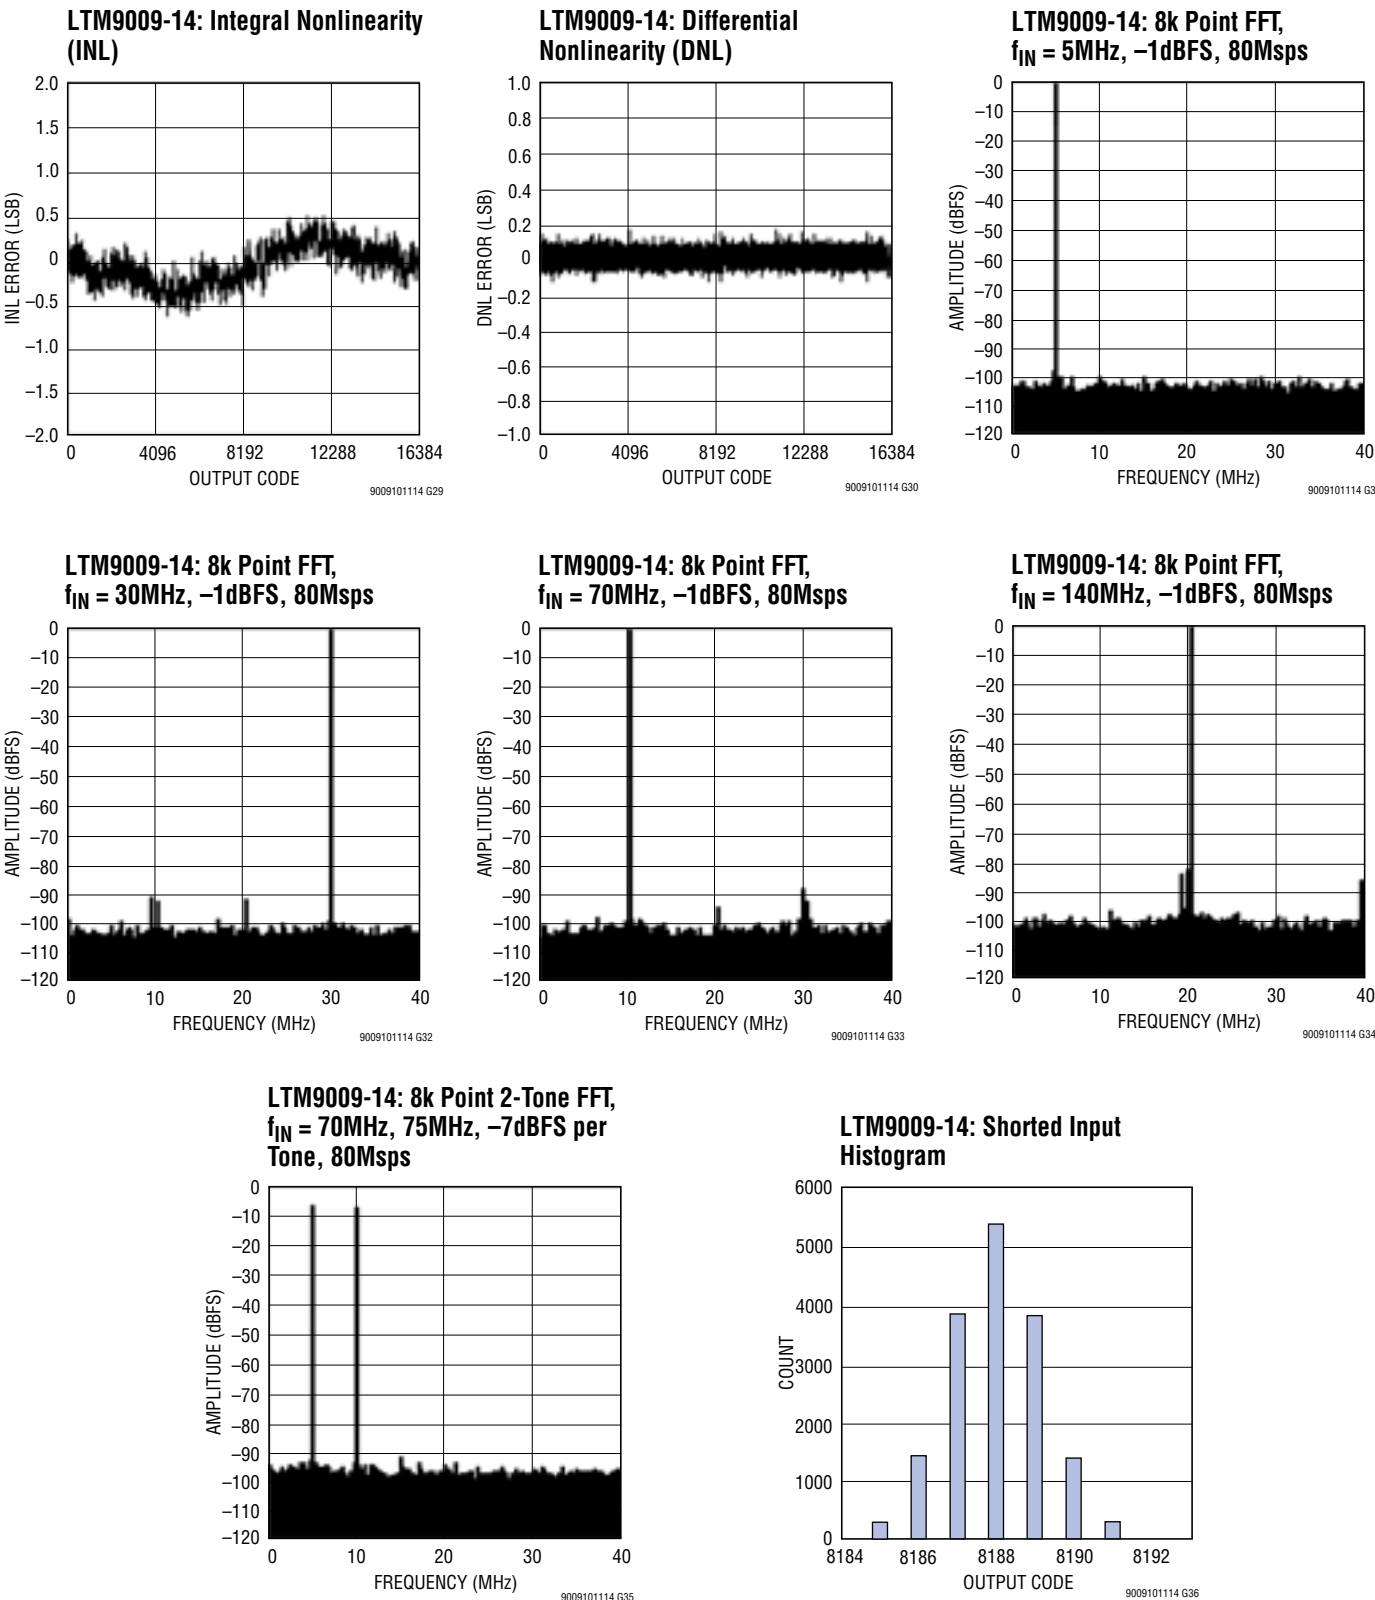 LTM9009-14: Integral Nonlinearity
(INL)
2.0
1.5
1.0
0.5
0
–0.5
–1.0
–1.5
–2.0
INL ERROR (LSB)
0 4096 8192 12288 16384
OUTPUT CODE
9009101114 G29
LTM9009-14: Differential
Nonlinearity (DNL)
1.0
0.8
0.6
0.4
0.2
0
–0.2
–0.4
–0.6
–0.8
–1.0
DNL ERROR (LSB)
0 4096 8192 12288 16384
OUTPUT CODE
9009101114 G30
LTM9009-14: 8k Point FFT,
fIN = 5MHz, –1dBFS, 80Msps
0
–10
–20
–30
–40
–50
–60
–70
–80
–90
–100
–110
–120
AMPLITUDE (dBFS)
0 10 20 30 40
FREQUENCY (MHz)
9009101114 G3
LTM9009-14: 8k Point FFT,
fIN = 30MHz, –1dBFS, 80Msps
0
–10
–20
–30
–40
–50
–60
–70
–80
–90
–100
–110
–120
AMPLITUDE (dBFS)
0 10 20 30 40
FREQUENCY (MHz)
9009101114 G32
LTM9009-14: 8k Point FFT,
fIN = 70MHz, –1dBFS, 80Msps
0
–10
–20
–30
–40
–50
–60
–70
–80
–90
–100
–110
–120
AMPLITUDE (dBFS)
0 10 20 30 40
FREQUENCY (MHz)
9009101114 G33
LTM9009-14: 8k Point FFT,
fIN = 140MHz, –1dBFS, 80Msps
0
–10
–20
–30
–40
–50
–60
–70
–80
–90
–100
–110
–120
AMPLITUDE (dBFS)
0 10 20 30 40
FREQUENCY (MHz)
9009101114 G34
LTM9009-14: 8k Point 2-Tone FFT,
fIN = 70MHz, 75MHz, –7dBFS per
Tone, 80Msps
0
–10
–20
–30
–40
–50
–60
–70
–80
–90
–100
–110
–120
AMPLITUDE (dBFS)
0 10 20 30 40
FREQUENCY (MHz)
9009101114 G35
LTM9009-14: Shorted Input
Histogram
6000
5000
4000
3000
2000
1000
0
COUNT
8184 8186 8188 8190 8192
OUTPUT CODE
9009101114 G36